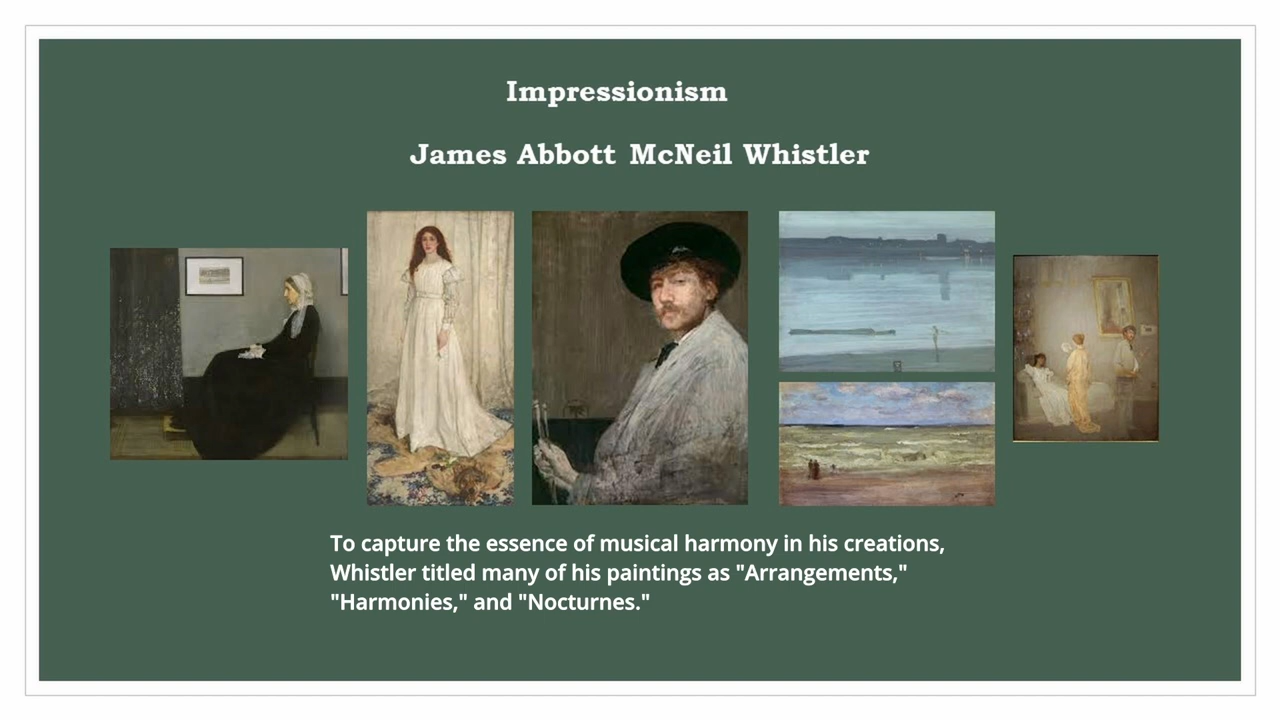 Impressionism
James Abbott McNeil Whistler
To capture the essence of musical harmony in his creations,
Whistler titled many of his paintings as "Arrangements,"
"Harmonies," and "Nocturnes."